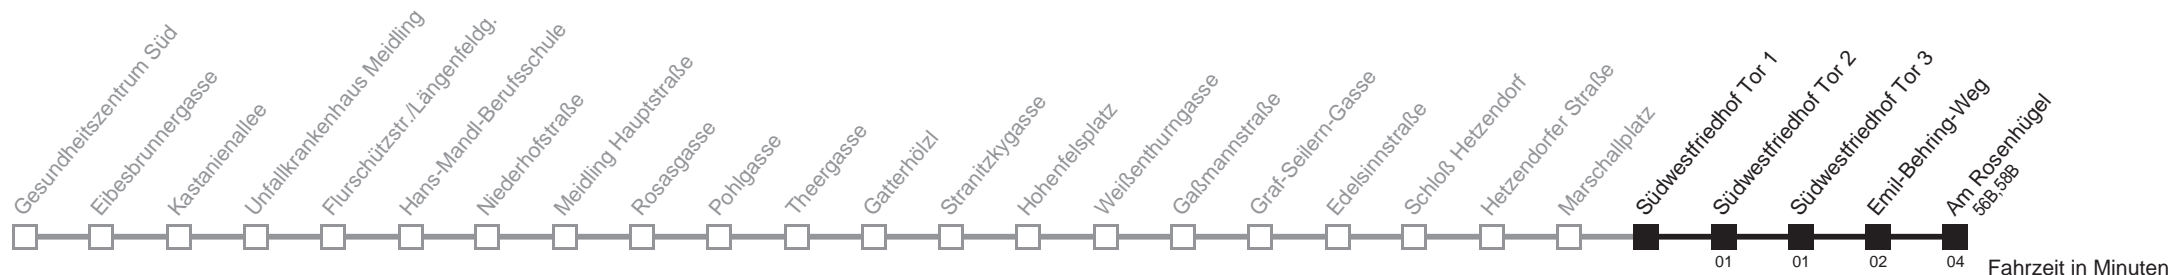 Gesundheitszentrum Süd
Eibesbrunnergasse
Kastanienallee
Unfallkrankenhaus Meidling
Flurschützstr./Längenfeldg.
Hans-Mandl-Berufsschule
Niederhofstraße
Meidling Hauptstraße
Rosasgasse
Pohlgasse
Theergasse
Gatterhölzl
Stranitzkygasse
Hohenfelsplatz
Weißenthurngasse
Gaßmannstraße
Graf-Seilern-Gasse
Edelsinnstraße
Schloß Hetzendorf
Hetzendorfer Straße
Marschallplatz
Südwestfriedhof Tor 1
Südwestfriedhof Tor 2
Südwestfriedhof Tor 3
Emil-Behring-Weg
Am Rosenhügel
56B,58B
01 01 02 04
Fahrzeit in Minuten